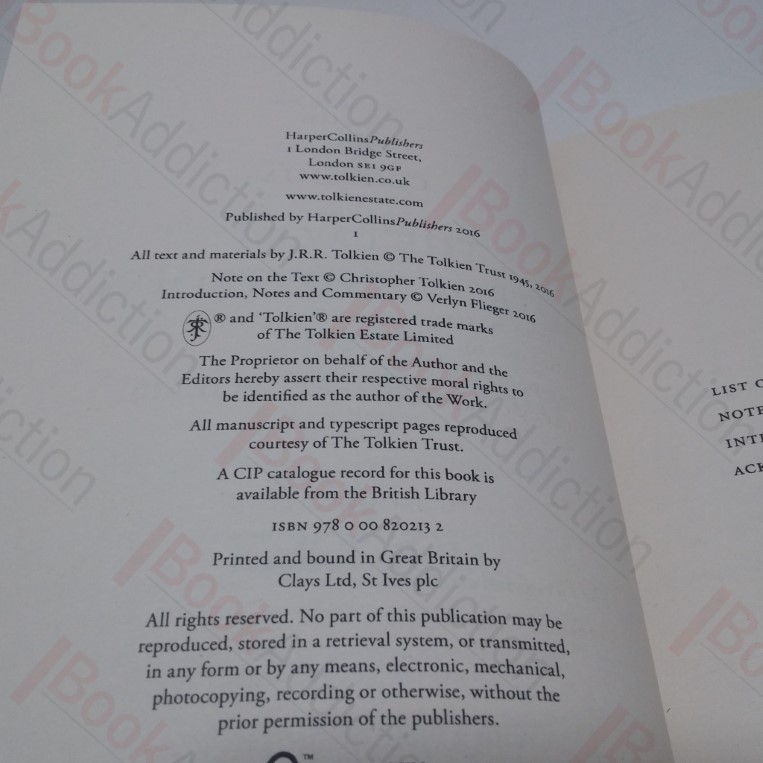 HarperCollinsPublishers
1 London Bridge Street,
London SE1 9GF
www.tolkien.co.uk
www.tolkienestate.com
Published by HarperCollinsPublishers 2016
1
All text and materials by J.R.R. Tolkien © The Tolkien Trust 1945, 2016
Note on the Text © Christopher Tolkien 2016
Introduction, Notes and Commentary © Verlyn Flieger 2016
® and ‘Tolkien’® are registered trade marks
of The Tolkien Estate Limited
The Proprietor on behalf of the Author and the
Editors hereby assert their respective moral rights to
be identified as the author of the Work.
All manuscript and typescript pages reproduced
courtesy of The Tolkien Trust.
A CIP catalogue record for this book is
available from the British Library
ISBN 978 0 00 820213 2
Printed and bound in Great Britain by
Clays Ltd, St Ives plc
All rights reserved. No part of this publication may be
reproduced, stored in a retrieval system, or transmitted,
in any form or by any means, electronic, mechanical,
photocopying, recording or otherwise, without the
prior permission of the publishers.
™
LIST
BookAddiction